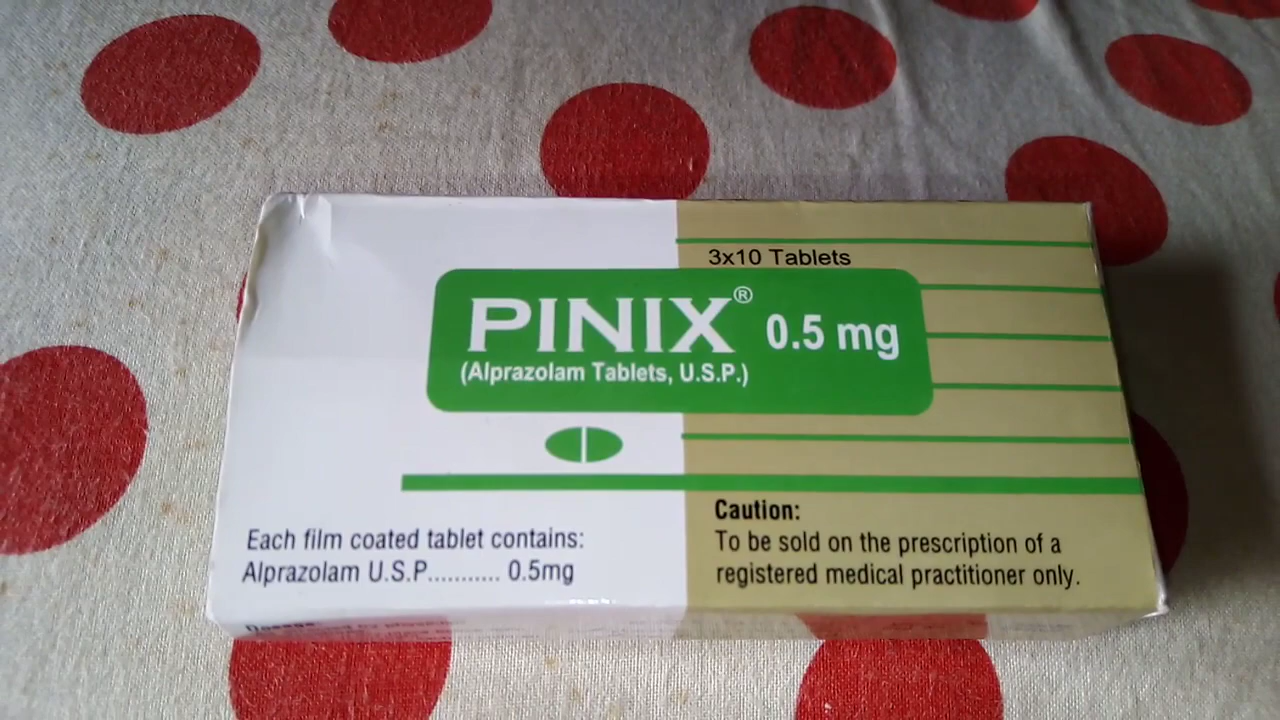 3x10 Tablets
PINIX® 0.5 mg
(Alprazolam Tablets, U.S.P.)
Caution:
To be sold on the prescription of a
registered medical practitioner only.
Each film coated tablet contains:
Alprazolam U.S.P........... 0.5mg
Dosage